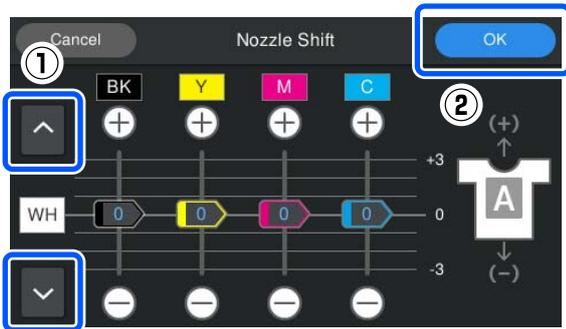 Cancel Nozzle Shift OK
①
BK Y M C
②
(+)
+3
A
WH 0 0 0 0 0
-3
(-)